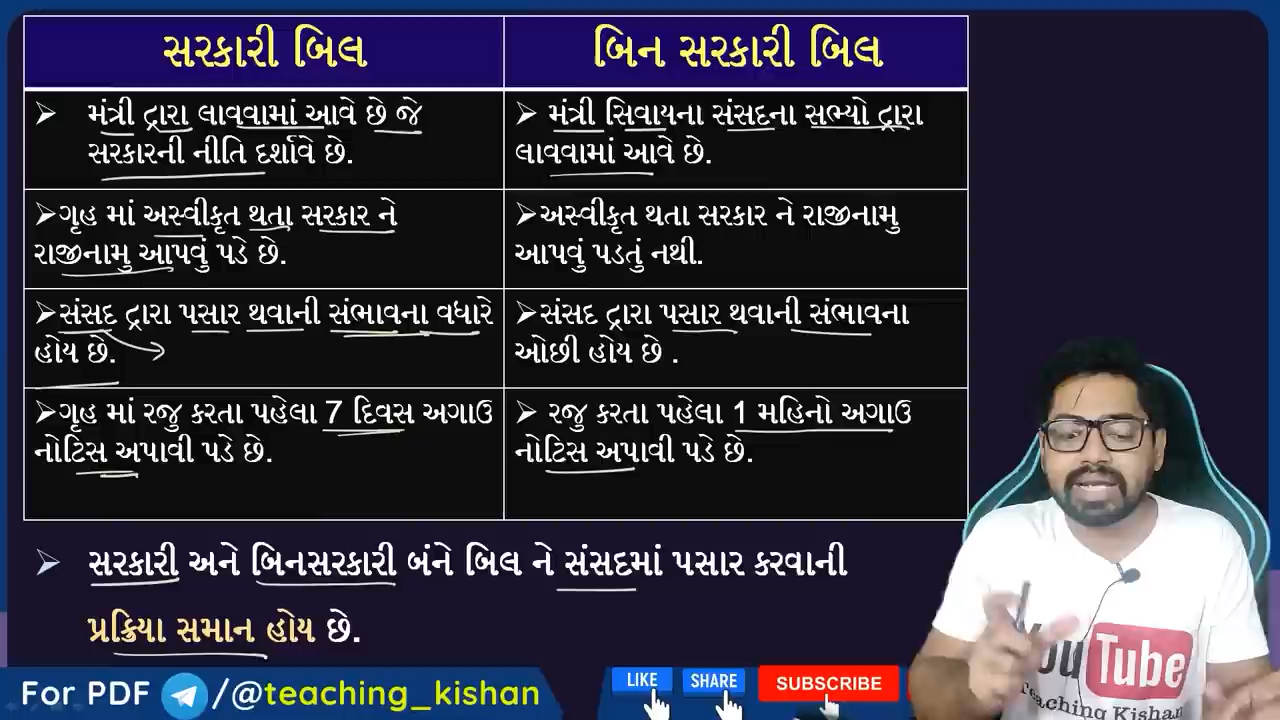 સરકારી બિલ
બિન સરકારી બિલ
➢ મંત્રી દ્રારા લાવવામાં આવે છે જે
સરકારની નીતિ દર્શાવે છે.
➢ મંત્રી સિવાયના સંસદના સભ્યો દ્રારા
લાવવામાં આવે છે.
➢ગૃહ માં અસ્વીકૃત થતા સરકાર ને
રાજીનામુ આપવું પડે છે.
➢અસ્વીકૃત થતા સરકાર ને રાજીનામુ
આપવું પડતું નથી.
➢સંસદ દ્રારા પસાર થવાની સંભાવના વધારે
હોય છે.
➢સંસદ દ્રારા પસાર થવાની સંભાવના
ઓછી હોય છે .
➢ગૃહ માં રજુ કરતા પહેલા 7 દિવસ અગાઉ
નોટિસ અપાવી પડે છે.
➢ રજુ કરતા પહેલા 1 મહિનો અગાઉ
નોટિસ અપાવી પડે છે.
➢ સરકારી અને બિનસરકારી બંને બિલ ને સંસદમાં પસાર કરવાની
પ્રક્રિયા સમાન હોય છે.
You Tube
Teaching Kishan
For PDF /@teaching_kishan
LIKE
SHARE
SUBSCRIBE